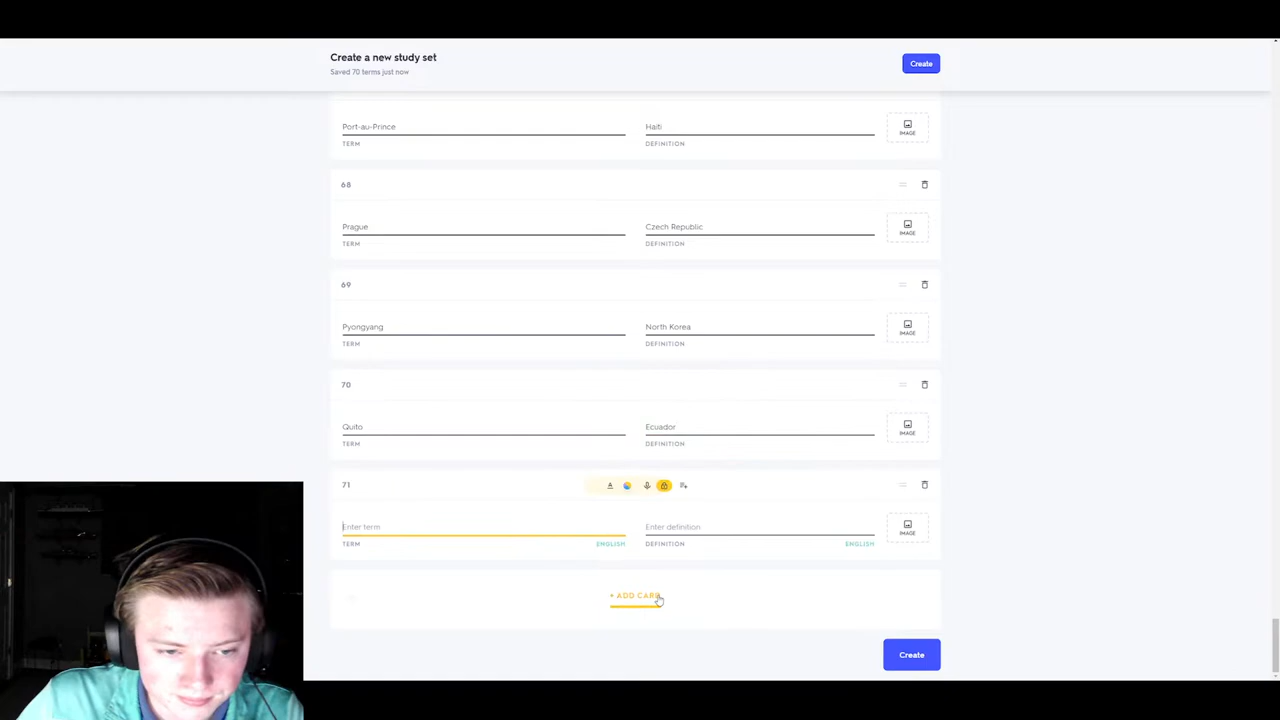 Create a new study set
Saved 70 terms just now
Create
Port-au-Prince
Haiti
IMAGE
TERM
DEFINITION
68
Prague
Czech Republic
IMAGE
TERM
DEFINITION
69
Pyongyang
North Korea
IMAGE
TERM
DEFINITION
70
Quito
Ecuador
IMAGE
TERM
DEFINITION
71
Enter term
Enter definition
IMAGE
TERM
ENGLISH
DEFINITION
ENGLISH
+ ADD CARD
Create